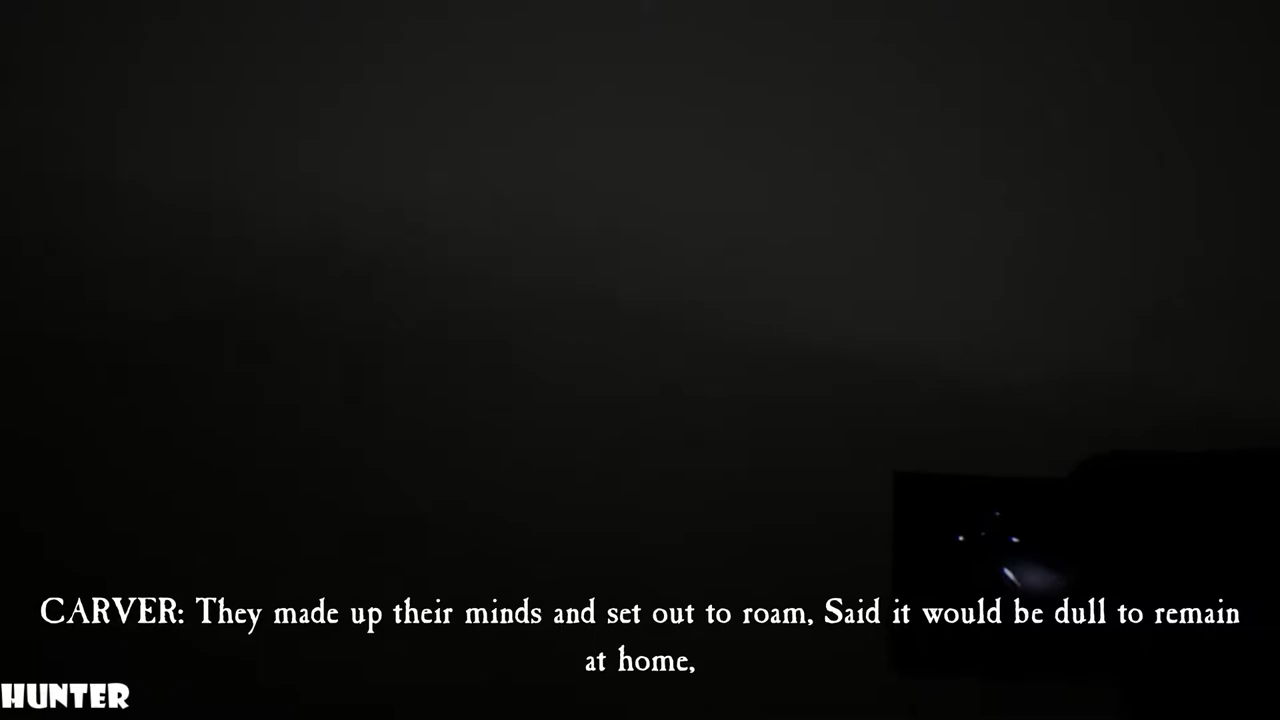 CARVER: They made up their minds and set out to roam, Said it would be dull to remain
at home,
HUNTER